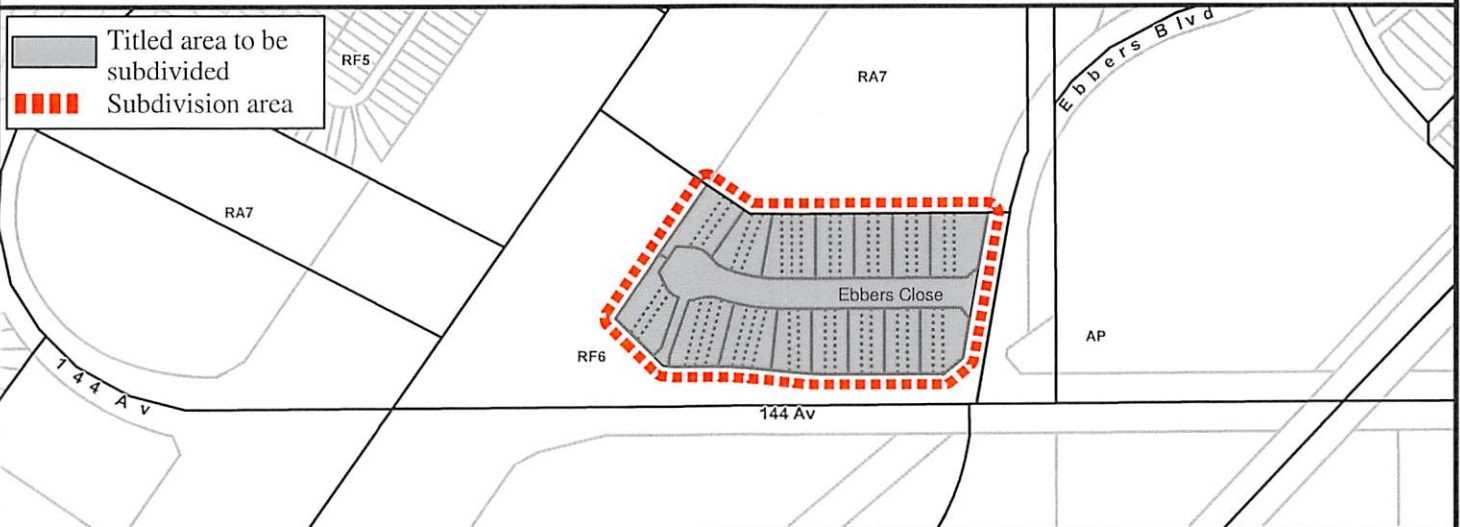 Titled area to be
subdivided
Subdivision area
RF5
RA7
Ebbers Blvd
RA7
Ebbers Close
AP
RF6
144 Av
144 Av